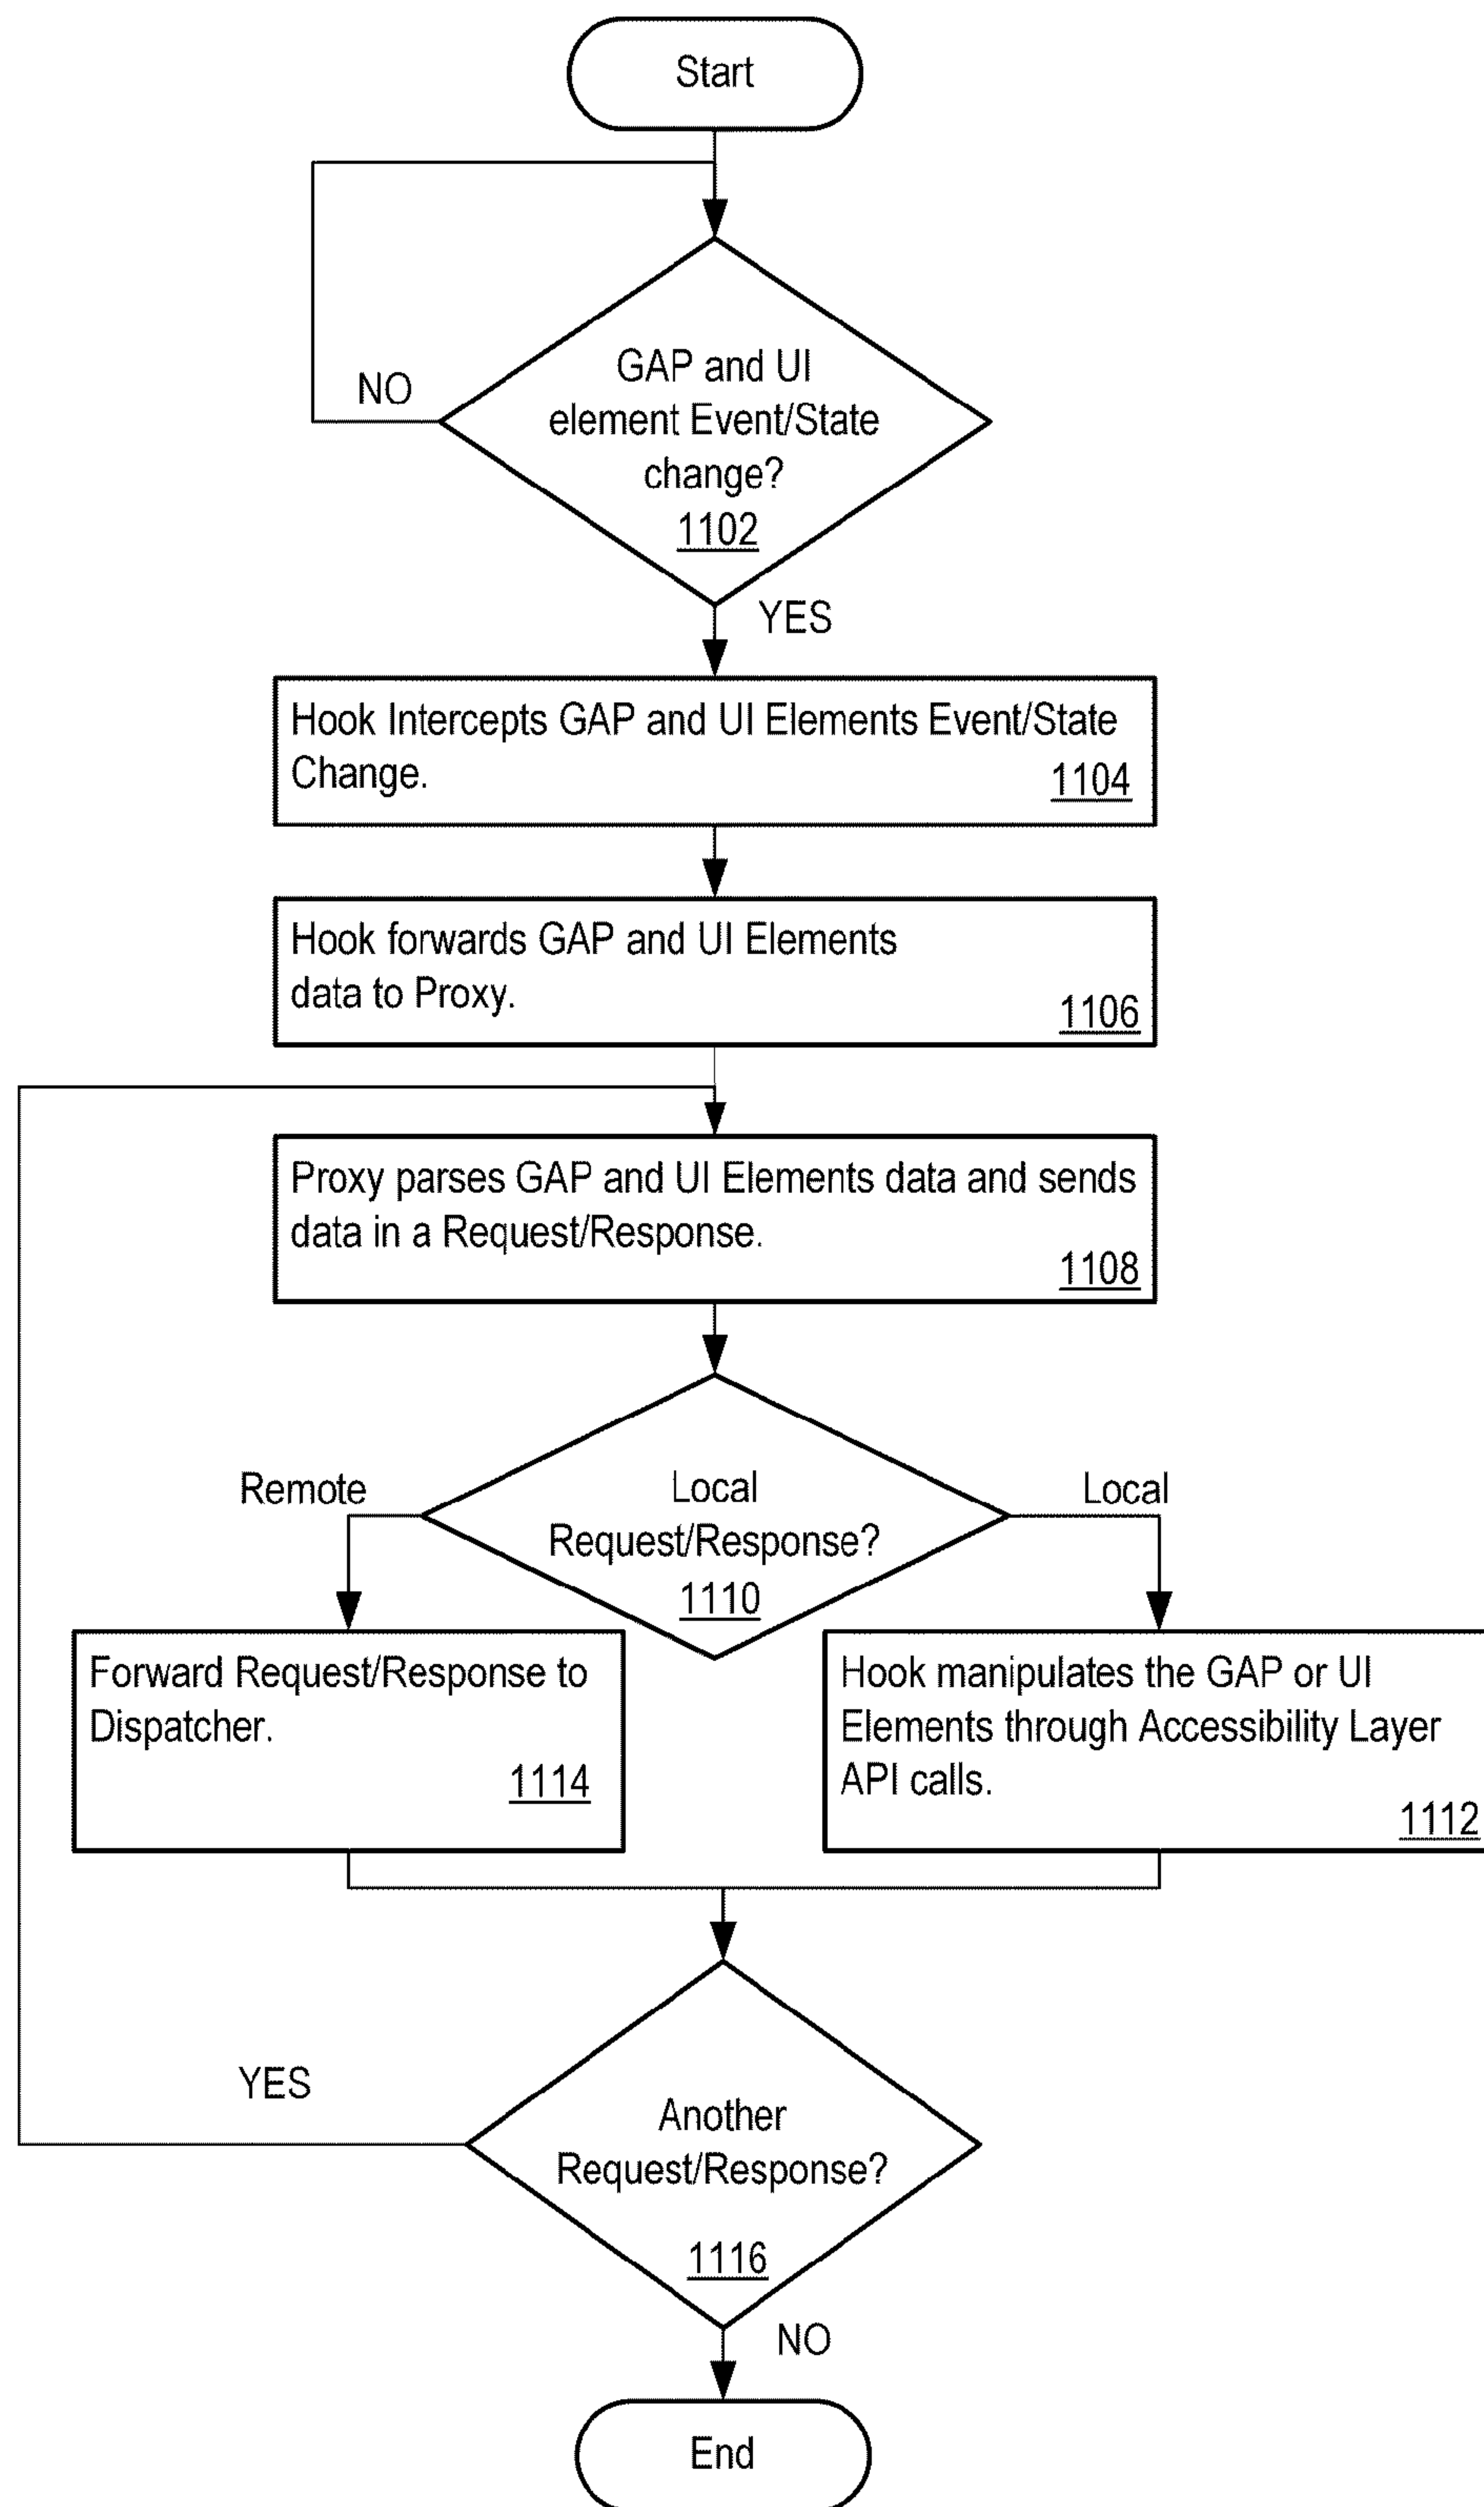 Start
NO
GAP and UI
element Event/State
change?
1102
YES
Hook Intercepts GAP and UI Elements Event/State
Change.
1104
Hook forwards GAP and UI Elements
data to Proxy.
1106
Proxy parses GAP and UI Elements data and sends
data in a Request/Response.
1108
Remote
Local
Request/Response?
1110
Local
Forward Request/Response to
Dispatcher.
1114
Hook manipulates the GAP or UI
Elements through Accessibility Layer
API calls.
1112
YES
Another
Request/Response?
1116
NO
End